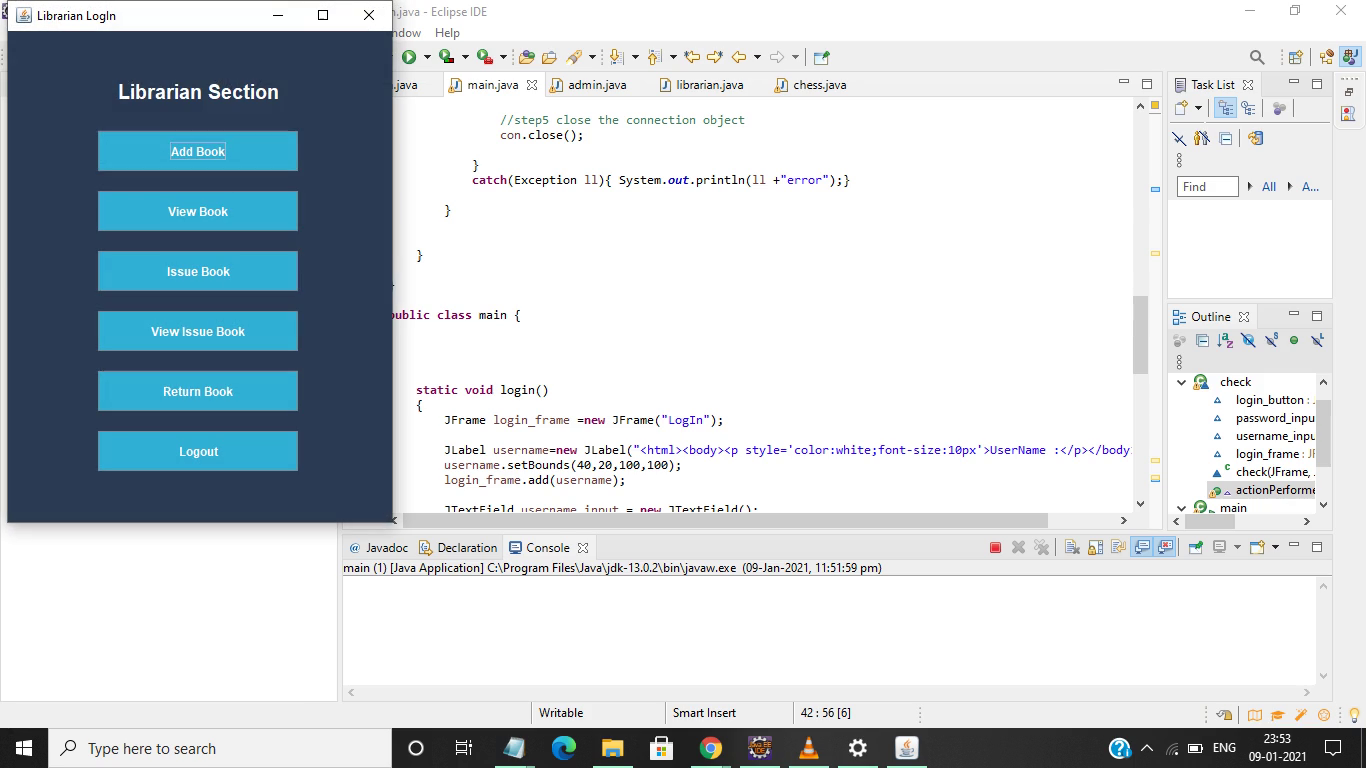 Librarian LogIn
.java - Eclipse IDE
ndow Help
Librarian Section
Add Book
View Book
Issue Book
View Issue Book
Return Book
Logout
.java
main.java
admin.java
librarian.java
chess.java
//step5 close the connection object
con.close();
}
catch(Exception ll){ System.out.println(ll +"error");}
}
}
public class main {
static void login()
{
JFrame login_frame =new JFrame("LogIn");
JLabel username=new JLabel("<html><body><p style='color:white;font-size:10px'>UserName :</p></body
username.setBounds(40,20,100,100);
login_frame.add(username);
JTextField username_input = new JTextField();
Task List
Find
All
A...
Outline
check
login_button : .
password_inpu
username_inpu
login_frame : JF
check(JFrame,
actionPerforme
main
@ Javadoc
Declaration
Console
main (1) [Java Application] C:\Program Files\Java\jdk-13.0.2\bin\javaw.exe (09-Jan-2021, 11:51:59 pm)
Writable
Smart Insert
42 : 56 [6]
Type here to search
ENG
23:53
09-01-2021